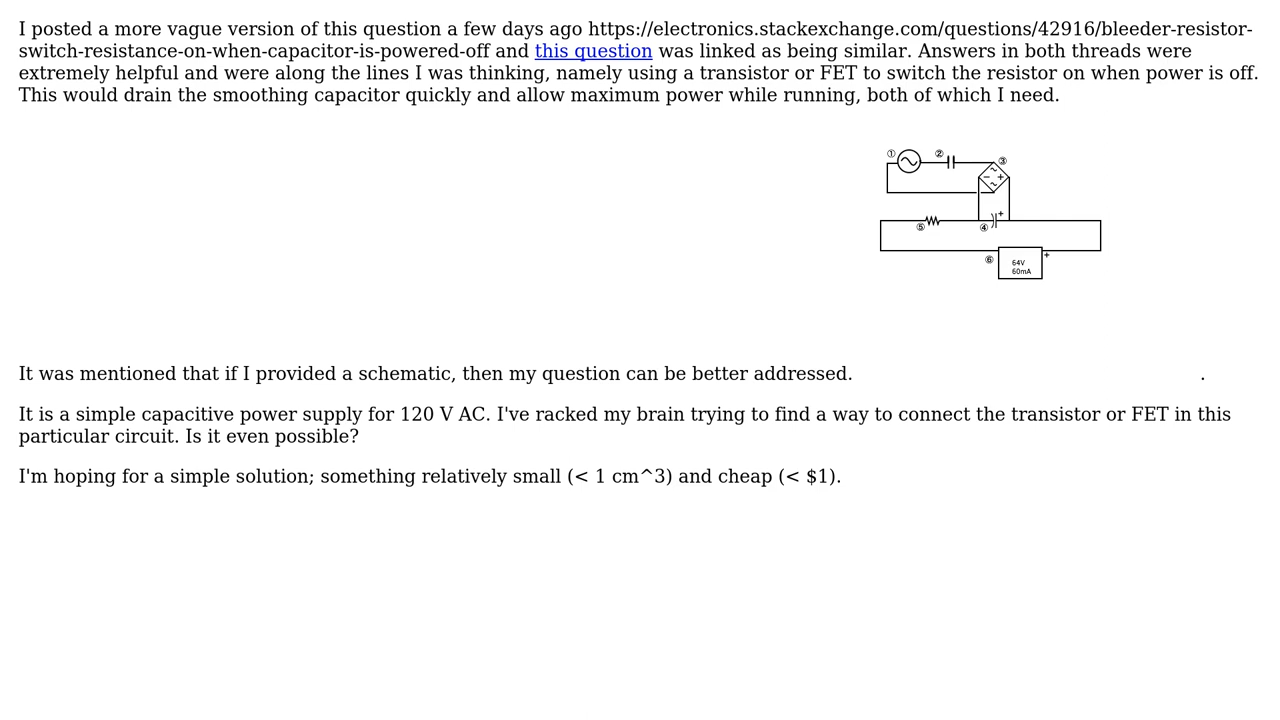 I posted a more vague version of this question a few days ago https://electronics.stackexchange.com/questions/42916/bleeder-resistor-
switch-resistance-on-when-capacitor-is-powered-off and this question was linked as being similar. Answers in both threads were
extremely helpful and were along the lines I was thinking, namely using a transistor or FET to switch the resistor on when power is off.
This would drain the smoothing capacitor quickly and allow maximum power while running, both of which I need.
① ② ③
~
− +
~
+
⑤ ④
⑥ +
64V
60mA
It was mentioned that if I provided a schematic, then my question can be better addressed. .
It is a simple capacitive power supply for 120 V AC. I've racked my brain trying to find a way to connect the transistor or FET in this
particular circuit. Is it even possible?
I'm hoping for a simple solution; something relatively small (< 1 cm^3) and cheap (< $1).